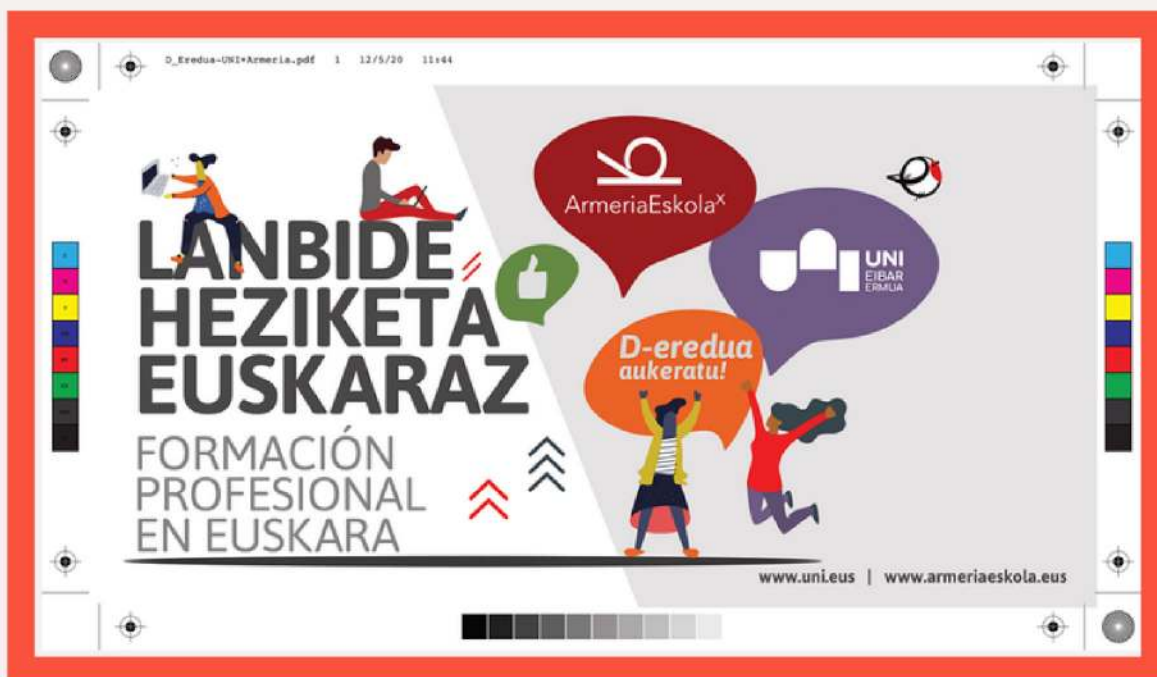 D_Eredua-UNI+Armeria.pdf 1 12/5/20 11:44
LANBIDE
HEZIKETA
EUSKARAZ
FORMACIÓN
PROFESIONAL
EN EUSKARA
ArmeriaEskolaˣ
UNI
EIBAR
ERMUA
D-eredua
aukeratu!
www.uni.eus | www.armeriaeskola.eus